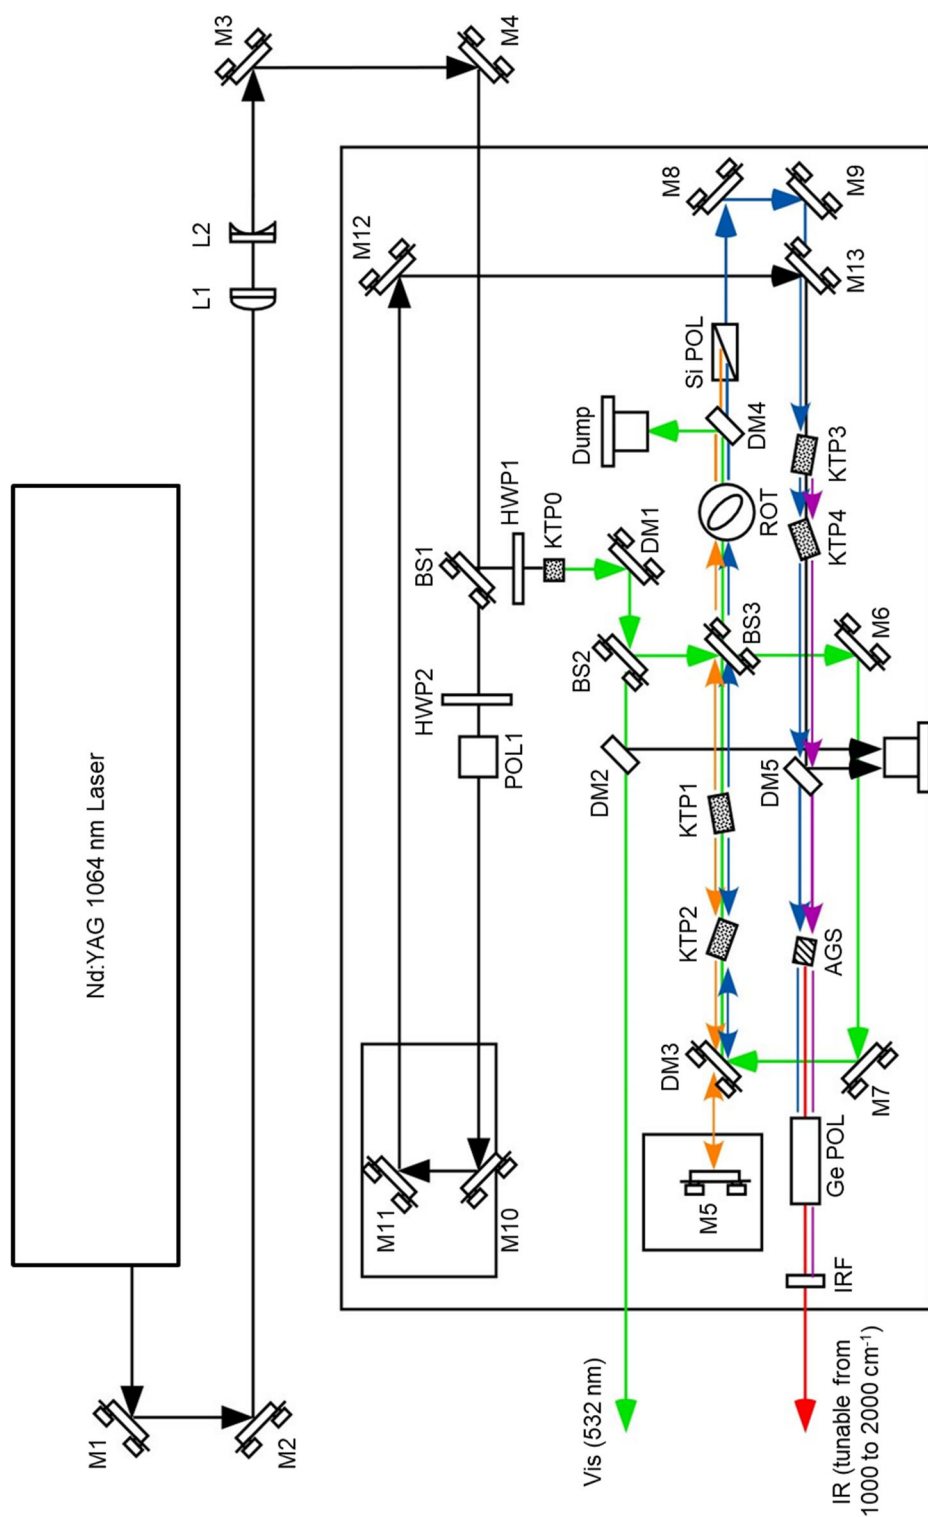 Nd:YAG 1064 nm Laser
M1
M2
L1
L2
M3
M4
M12
BS1
HWP1
KTP0
HWP2
POL1
M11
M10
Dump
DM1
BS2
DM2
Si POL
M8
M9
M13
DM4
ROT
BS3
KTP1
KTP2
DM3
M5
KTP3
KTP4
M6
DM5
AGS
M7
Ge POL
IRF
Vis (532 nm)
IR (tunable from
1000 to 2000 cm⁻¹)